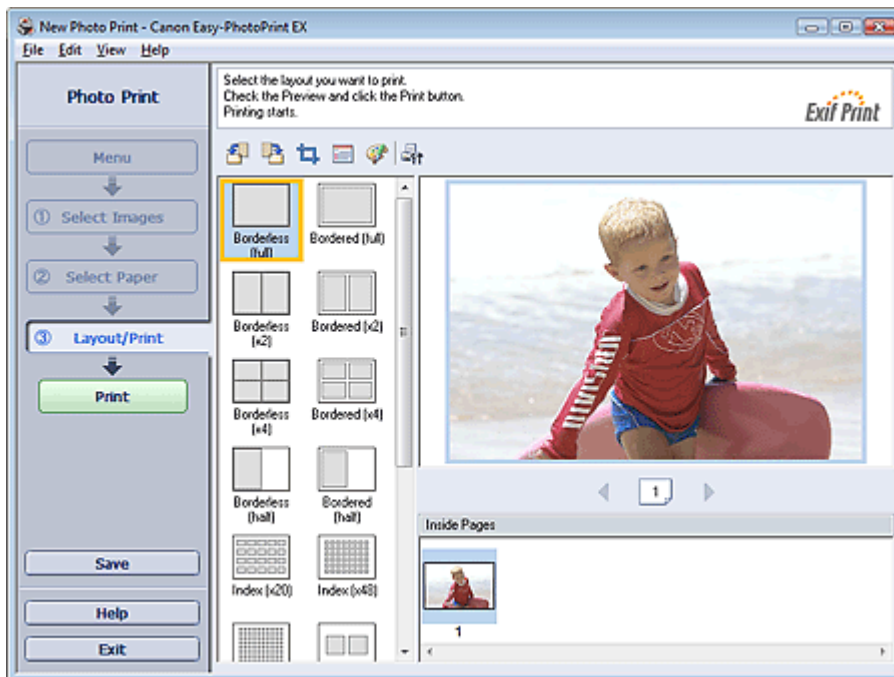 New Photo Print - Canon Easy-PhotoPrint EX
File Edit View Help
Photo Print
Menu
① Select Images
② Select Paper
③ Layout/Print
Print
Save
Help
Exit
Select the layout you want to print.
Check the Preview and click the Print button.
Printing starts.
Exif Print
Borderless
(full)
Bordered (full)
Borderless
(x2)
Bordered (x2)
Borderless
(x4)
Bordered (x4)
Borderless
(half)
Bordered
(half)
Index (x20)
Index (x48)
1
Inside Pages
1